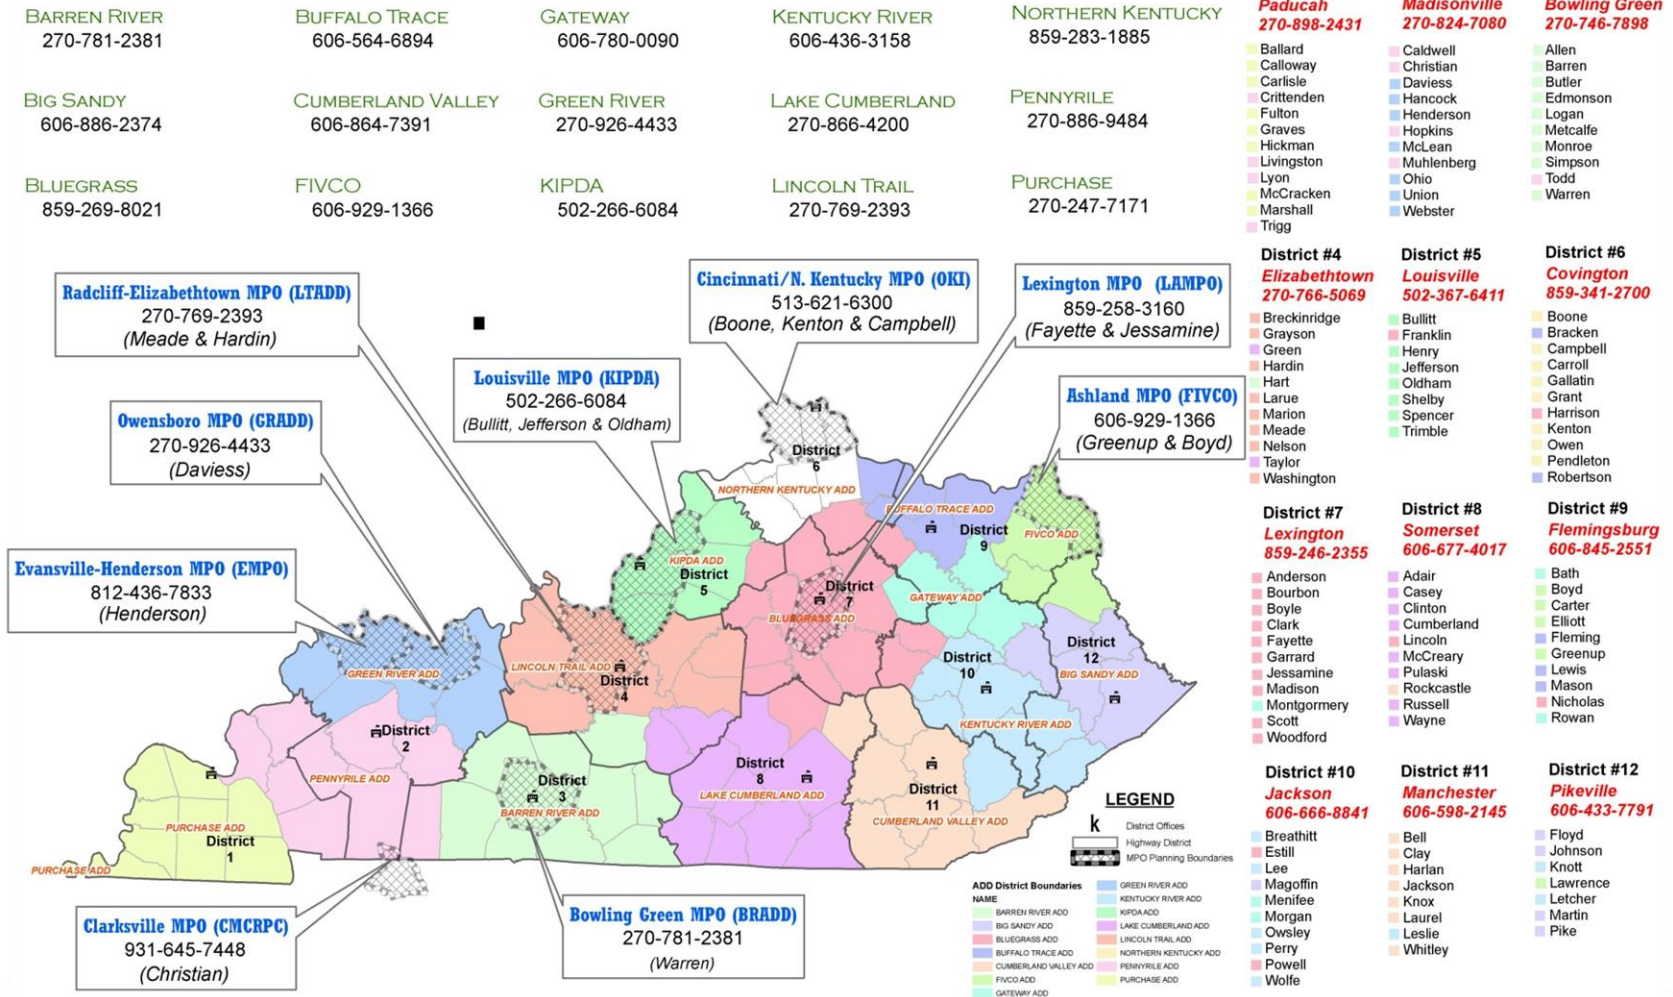 BARREN RIVER
270-781-2381
BUFFALO TRACE
606-564-6894
GATEWAY
606-780-0090
KENTUCKY RIVER
606-436-3158
NORTHERN KENTUCKY
859-283-1885
BIG SANDY
606-886-2374
CUMBERLAND VALLEY
606-864-7391
GREEN RIVER
270-926-4433
LAKE CUMBERLAND
270-866-4200
PENNYRILE
270-886-9484
BLUEGRASS
859-269-8021
FIVCO
606-929-1366
KIPDA
502-266-6084
LINCOLN TRAIL
270-769-2393
PURCHASE
270-247-7171
Paducah
270-898-2431
Ballard
Calloway
Carlisle
Crittenden
Fulton
Graves
Hickman
Livingston
Lyon
McCracken
Marshall
Trigg
Madisonville
270-824-7080
Caldwell
Christian
Daviess
Hancock
Henderson
Hopkins
McLean
Muhlenberg
Ohio
Union
Webster
Bowling Green
270-746-7898
Allen
Barren
Butler
Edmonson
Logan
Metcalfe
Monroe
Simpson
Todd
Warren
District #4
Elizabethtown
270-766-5069
Breckinridge
Grayson
Green
Hardin
Hart
Larue
Marion
Meade
Nelson
Taylor
Washington
District #5
Louisville
502-367-6411
Bullitt
Franklin
Henry
Jefferson
Oldham
Shelby
Spencer
Trimble
District #6
Covington
859-341-2700
Boone
Bracken
Campbell
Carroll
Gallatin
Grant
Harrison
Kenton
Owen
Pendleton
Robertson
District #7
Lexington
859-246-2355
Anderson
Bourbon
Boyle
Clark
Fayette
Garrard
Jessamine
Madison
Montgomery
Scott
Woodford
District #8
Somerset
606-677-4017
Adair
Casey
Clinton
Cumberland
Lincoln
McCreary
Pulaski
Rockcastle
Russell
Wayne
District #9
Flemingsburg
606-845-2551
Bath
Boyd
Carter
Elliott
Fleming
Greenup
Lewis
Mason
Nicholas
Rowan
District #10
Jackson
606-666-8841
Breathitt
Estill
Lee
Magoffin
Menifee
Morgan
Owsley
Perry
Powell
Wolfe
District #11
Manchester
606-598-2145
Bell
Clay
Harlan
Jackson
Knox
Laurel
Leslie
Whitley
District #12
Pikeville
606-433-7791
Floyd
Johnson
Knott
Lawrence
Letcher
Martin
Pike
Radcliff-Elizabethtown MPO (LTADD)
270-769-2393
(Meade & Hardin)
Cincinnati/N. Kentucky MPO (OKI)
513-621-6300
(Boone, Kenton & Campbell)
Lexington MPO (LAMPO)
859-258-3160
(Fayette & Jessamine)
Louisville MPO (KIPDA)
502-266-6084
(Bullitt, Jefferson & Oldham)
Ashland MPO (FIVCO)
606-929-1366
(Greenup & Boyd)
Owensboro MPO (GRADD)
270-926-4433
(Daviess)
Evansville-Henderson MPO (EMPO)
812-436-7833
(Henderson)
Clarksville MPO (CMCRPC)
931-645-7448
(Christian)
Bowling Green MPO (BRADD)
270-781-2381
(Warren)
District
6
NORTHERN KENTUCKY ADD
BUFFALO TRACE ADD
District
9
FIVCO ADD
KIPDA ADD
District
5
District
7
BLUEGRASS ADD
GATEWAY ADD
District
12
BIG SANDY ADD
District
10
KENTUCKY RIVER ADD
LINCOLN TRAIL ADD
District
4
GREEN RIVER ADD
District
2
PENNYRILE ADD
District
3
BARREN RIVER ADD
District
8
LAKE CUMBERLAND ADD
District
11
CUMBERLAND VALLEY ADD
PURCHASE ADD
District
1
PURCHASE ADD
LEGEND
k District Offices
Highway District
MPO Planning Boundaries
ADD District Boundaries
NAME
BARREN RIVER ADD
BIG SANDY ADD
BLUEGRASS ADD
BUFFALO TRACE ADD
CUMBERLAND VALLEY ADD
FIVCO ADD
GATEWAY ADD
GREEN RIVER ADD
KENTUCKY RIVER ADD
KIPDA ADD
LAKE CUMBERLAND ADD
LINCOLN TRAIL ADD
NORTHERN KENTUCKY ADD
PENNYRILE ADD
PURCHASE ADD